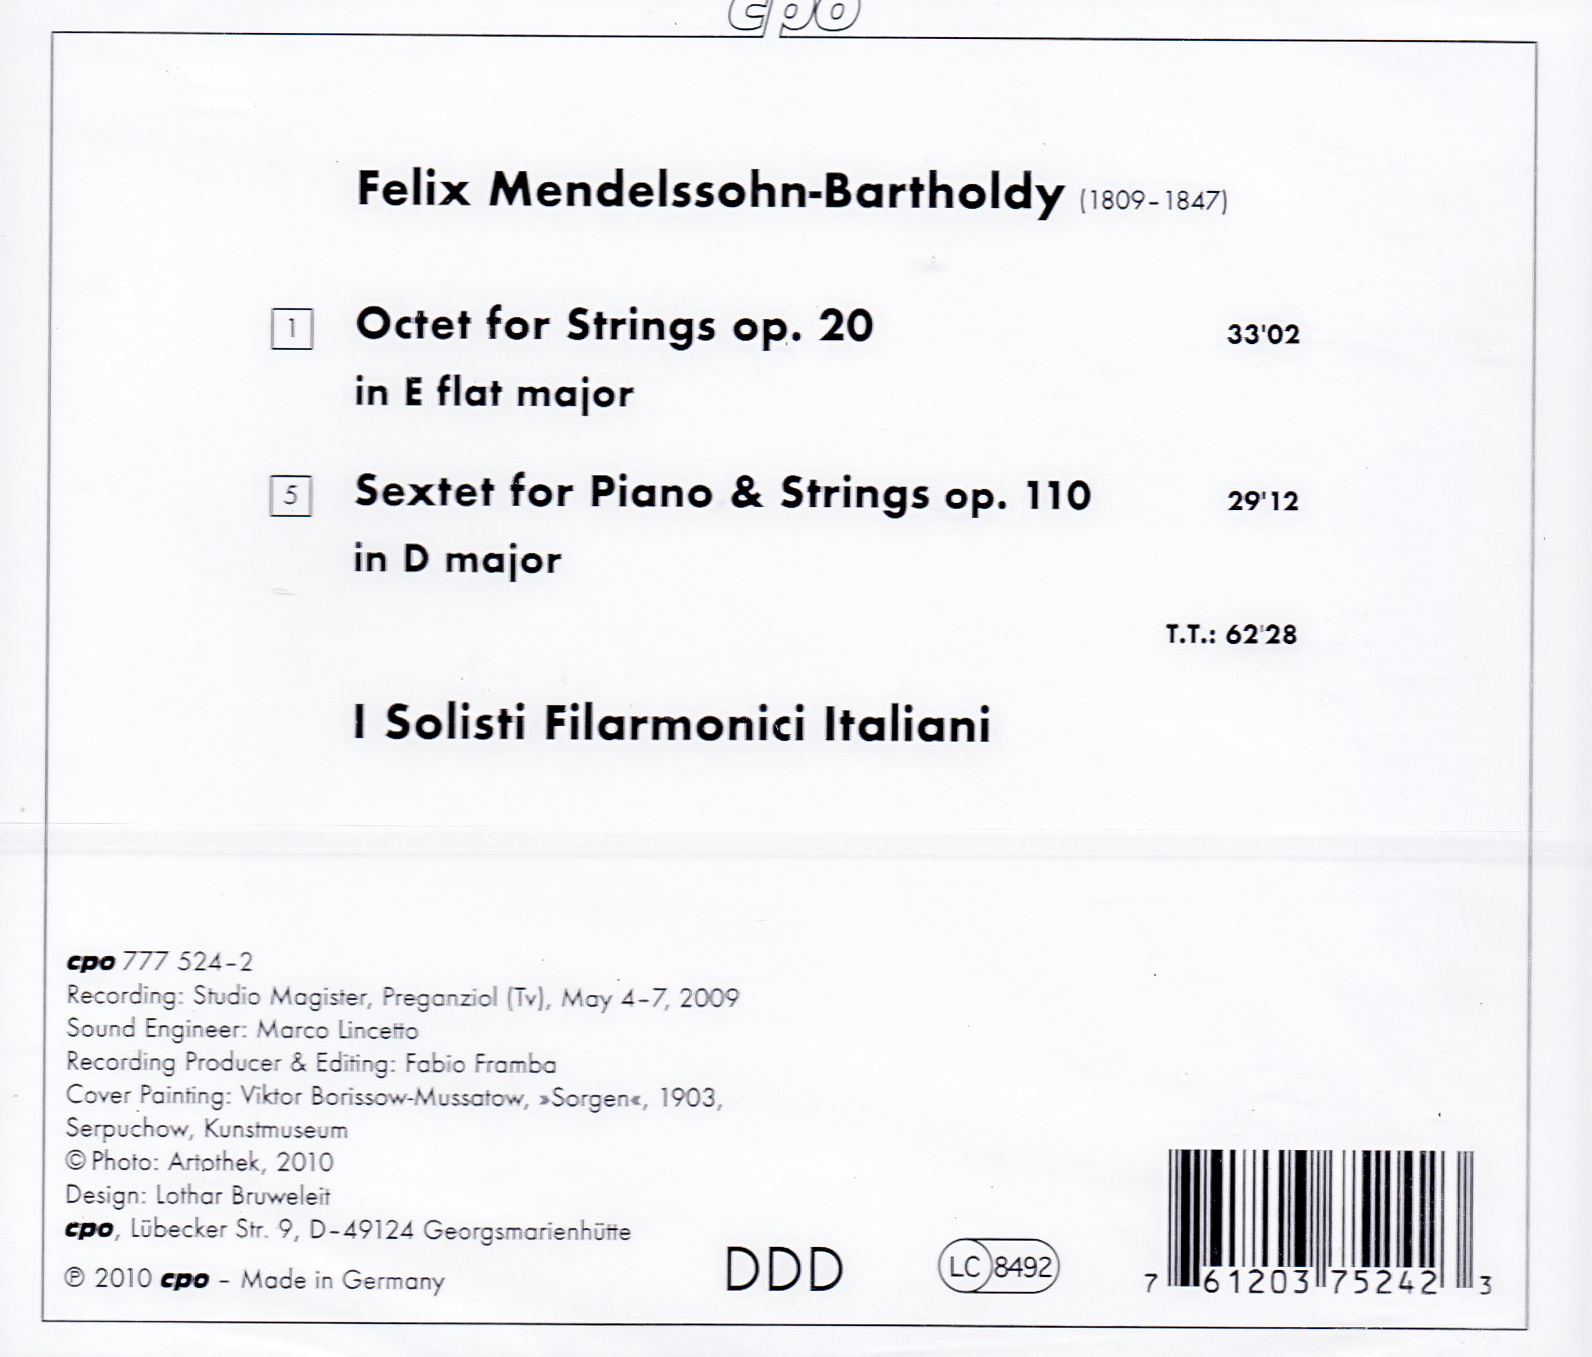 cpo
Felix Mendelssohn-Bartholdy (1809-1847)
1 Octet for Strings op. 20 33'02
in E flat major
5 Sextet for Piano & Strings op. 110 29'12
in D major
T.T.: 62'28
I Solisti Filarmonici Italiani
cpo 777 524-2
Recording: Studio Magister, Preganziol (Tv), May 4-7, 2009
Sound Engineer: Marco Lincetto
Recording Producer & Editing: Fabio Framba
Cover Painting: Viktor Borissow-Mussatow, »Sorgen«, 1903,
Serpuchow, Kunstmuseum
© Photo: Artothek, 2010
Design: Lothar Bruweleit
cpo, Lübecker Str. 9, D-49124 Georgsmarienhütte
℗ 2010 cpo - Made in Germany
DDD
LC 8492
7 61203 75242 3